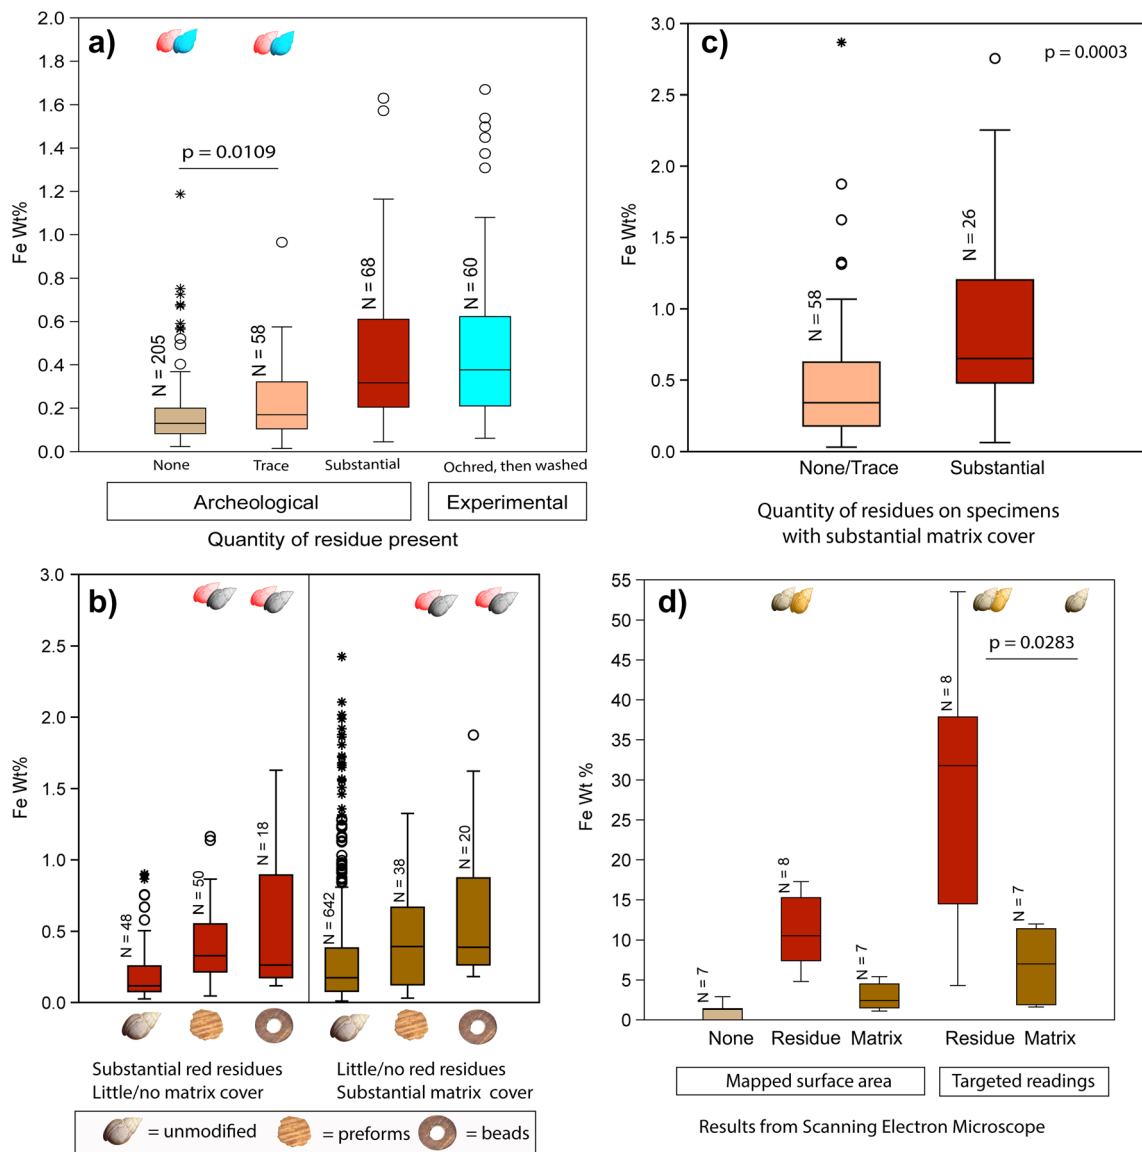 a)
2.0
1.8
1.6
1.4
1.2
1.0
0.8
0.6
0.4
0.2
0.0
Fe Wt%
p = 0.0109
N = 205
N = 58
N = 68
N = 60
None
Trace
Substantial
Ochred, then washed
Archeological
Experimental
Quantity of residue present
c)
3.0
2.5
2.0
1.5
1.0
0.5
0.0
Fe Wt%
p = 0.0003
N = 58
N = 26
None/Trace
Substantial
Quantity of residues on specimens
with substantial matrix cover
b)
3.0
2.5
2.0
1.5
1.0
0.5
0.0
Fe Wt%
N = 48
N = 50
N = 18
N = 642
N = 38
N = 20
Substantial red residues
Little/no matrix cover
Little/no red residues
Substantial matrix cover
= unmodified
= preforms
= beads
d)
55
50
45
40
35
30
25
20
15
10
5
0
Fe Wt %
p = 0.0283
N = 7
N = 8
N = 7
N = 8
N = 7
None
Residue
Matrix
Residue
Matrix
Mapped surface area
Targeted readings
Results from Scanning Electron Microscope